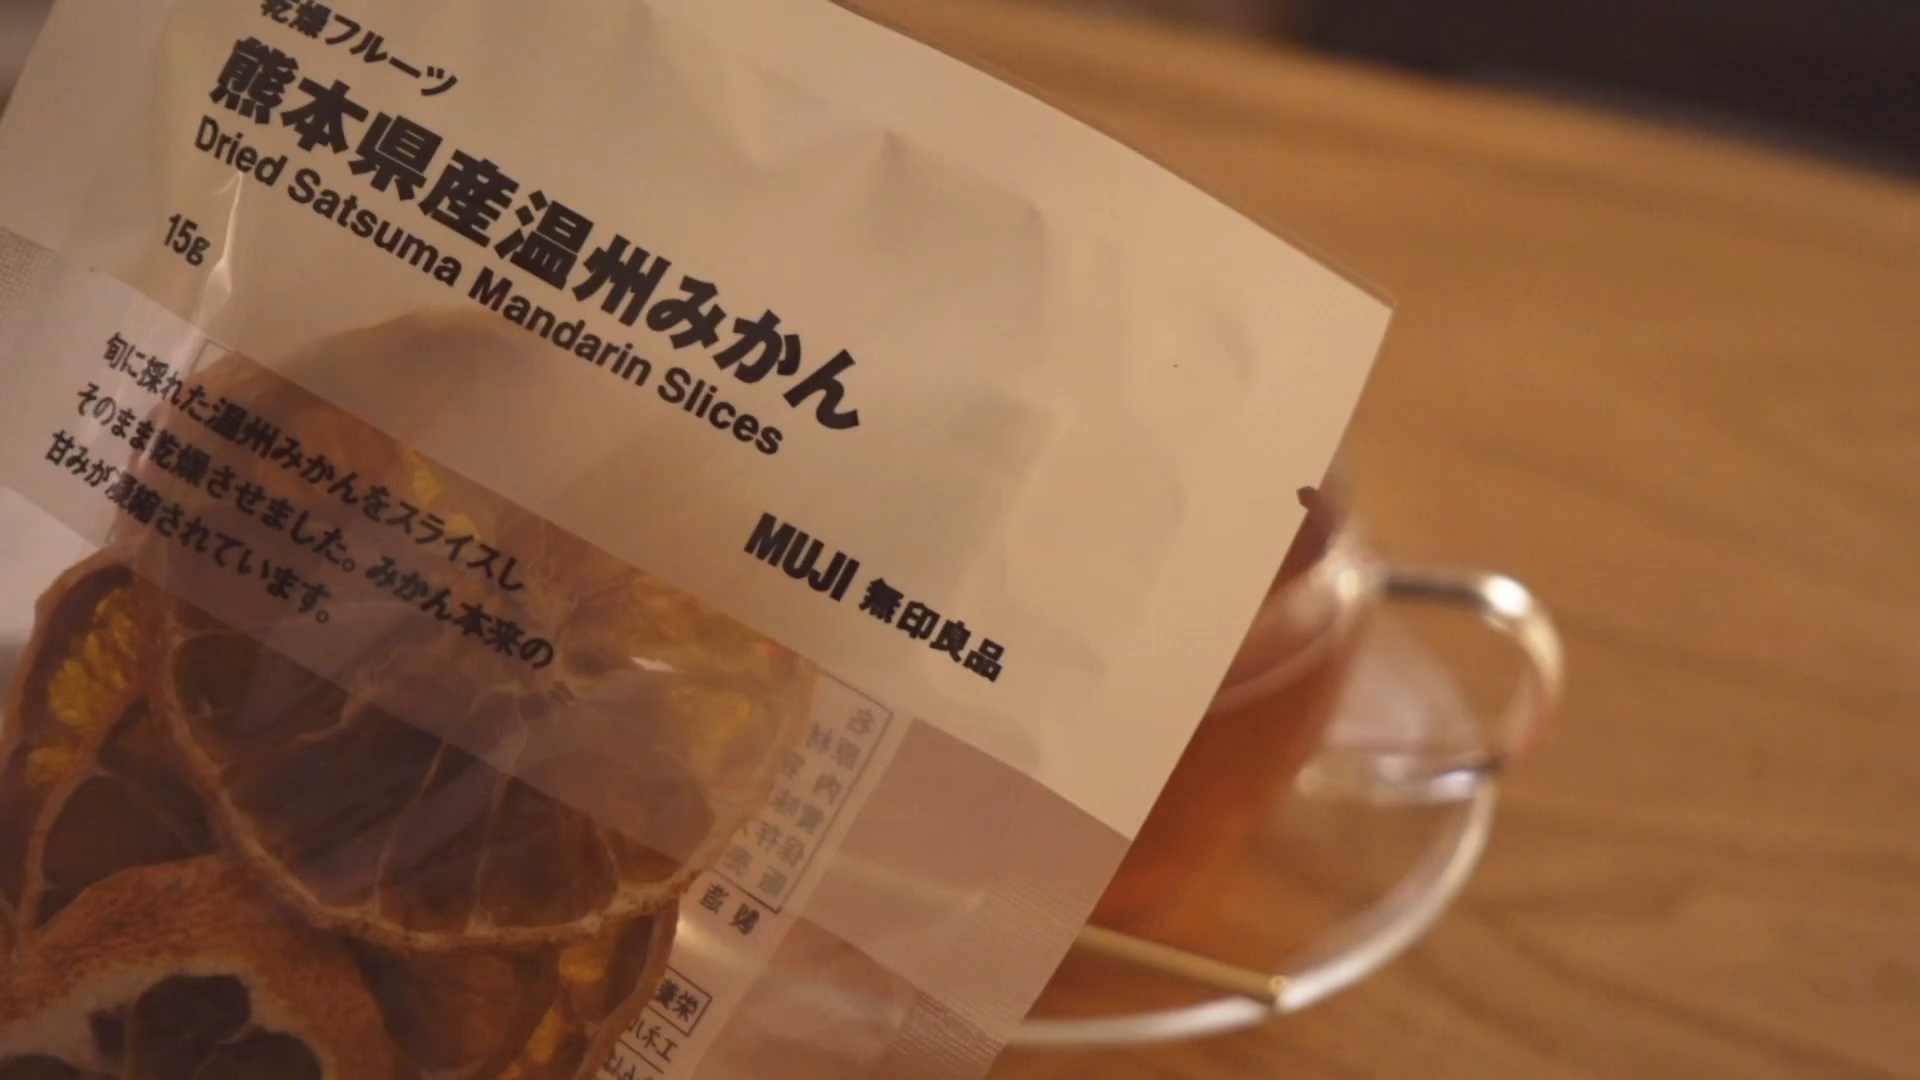 乾燥フルーツ
熊本県産温州みかん
Dried Satsuma Mandarin Slices
15g
旬に採れた温州みかんをスライスし
そのまま乾燥させました。みかん本来の
甘みが凝縮されています。
MUJI 無印良品